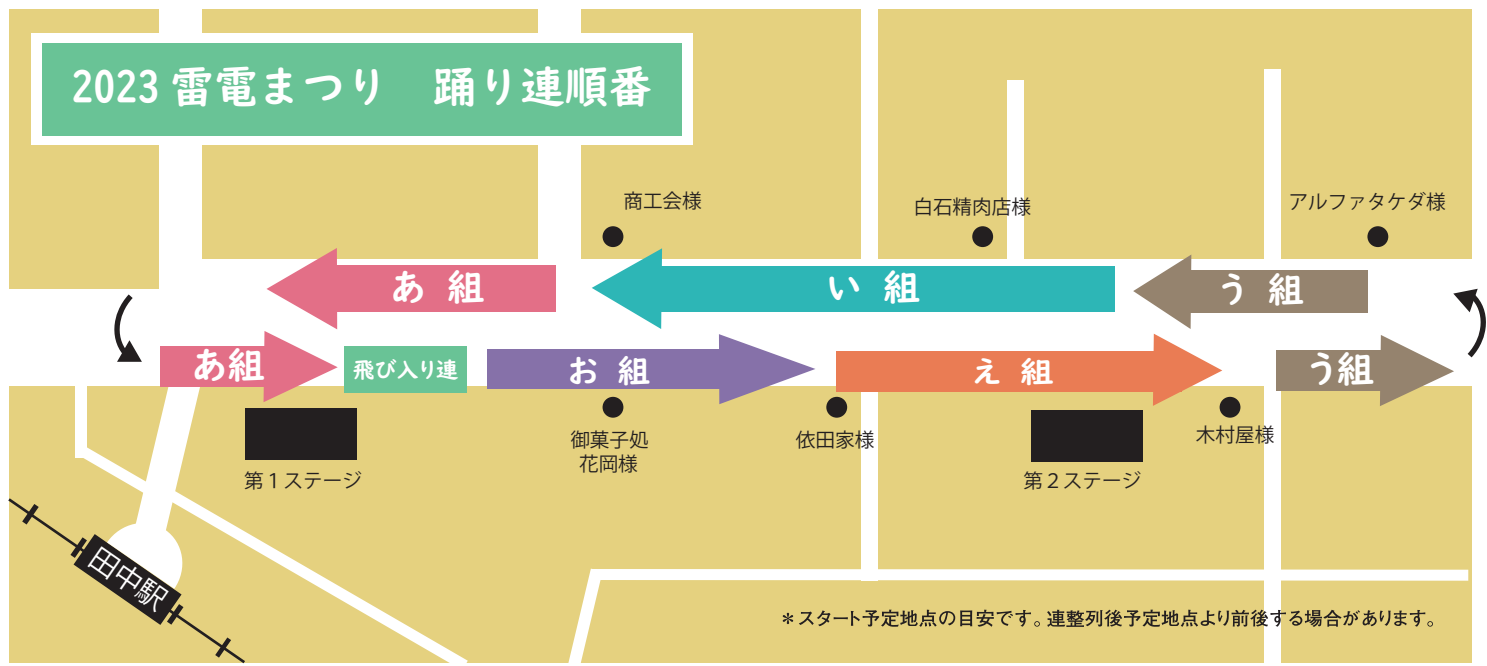 2023 雷電まつり　踊り連順番
商工会様
白石精肉店様
アルファタケダ様
あ 組
い 組
う 組
あ組
飛び入り連
お 組
え 組
う組
御菓子処
花岡様
依田家様
木村屋様
第１ステージ
第２ステージ
田中駅
＊スタート予定地点の目安です。連整列後予定地点より前後する場合があります。